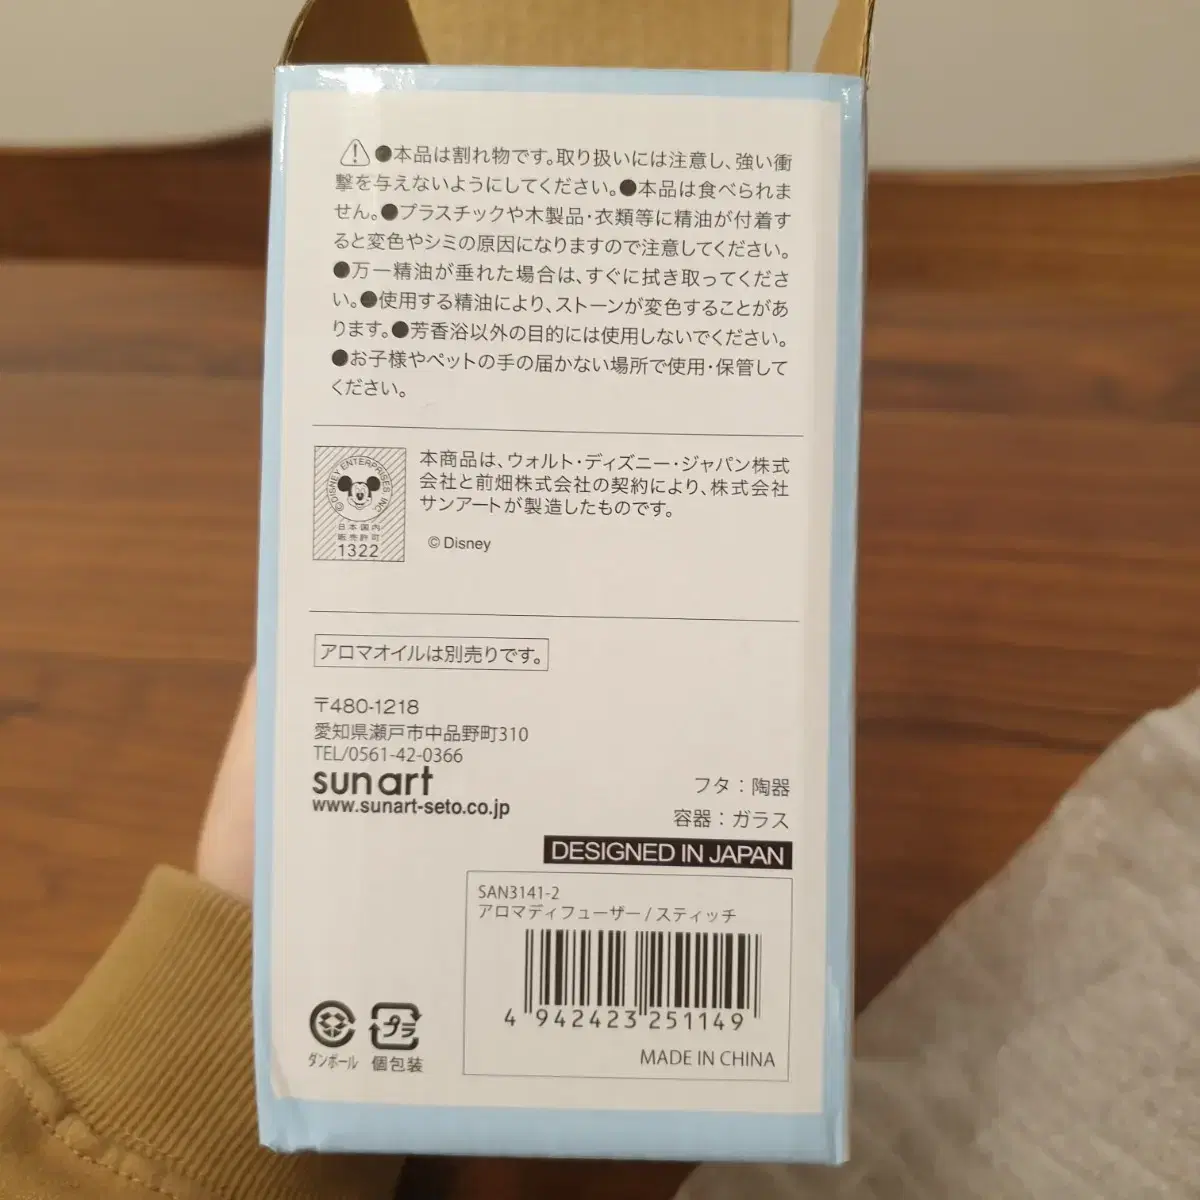 ●本品は割れ物です。取り扱いには注意し、強い衝
撃を与えないようにしてください。●本品は食べられま
せん。●プラスチックや木製品・衣類等に精油が付着す
ると変色やシミの原因になりますので注意してください。
●万一精油が垂れた場合は、すぐに拭き取ってくださ
い。●使用する精油により、ストーンが変色することがあ
ります。●芳香浴以外の目的には使用しないでください。
●お子様やペットの手の届かない場所で使用・保管して
ください。
©DISNEY ENTERPRISES INC.
日本国内
販売許可
1322
本商品は、ウォルト・ディズニー・ジャパン株式
会社と前畑株式会社の契約により、株式会社
サンアートが製造したものです。
© Disney
アロマオイルは別売りです。
〒480-1218
愛知県瀬戸市中品野町310
TEL/0561-42-0366
sun art
www.sunart-seto.co.jp
フタ：陶器
容器：ガラス
DESIGNED IN JAPAN
SAN3141-2
アロマディフューザー/スティッチ
4 942423 251149
MADE IN CHINA
プラ
ダンボール 個包装